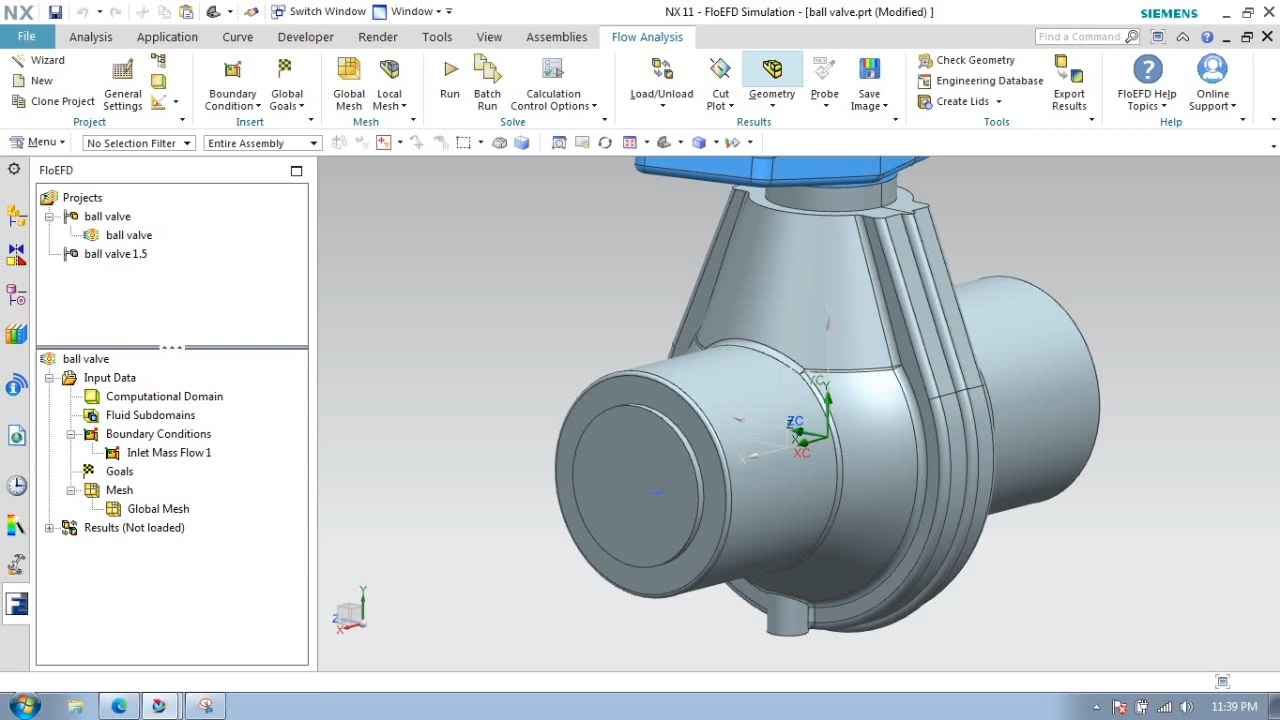 NX
Switch Window
Window
NX 11 - FloEFD Simulation - [ball valve.prt (Modified) ]
SIEMENS
File
Analysis
Application
Curve
Developer
Render
Tools
View
Assemblies
Flow Analysis
Find a Command
Wizard
New
Clone Project
General Settings
Project
Boundary Condition
Global Goals
Insert
Global Mesh
Local Mesh
Mesh
Run
Batch Run
Calculation Control Options
Solve
Load/Unload
Cut Plot
Geometry
Probe
Save Image
Results
Check Geometry
Engineering Database
Create Lids
Export Results
Tools
FloEFD Help Topics
Online Support
Help
Menu
No Selection Filter
Entire Assembly
FloEFD
Projects
ball valve
ball valve
ball valve 1.5
ball valve
Input Data
Computational Domain
Fluid Subdomains
Boundary Conditions
Inlet Mass Flow 1
Goals
Mesh
Global Mesh
Results (Not loaded)
YC
Y
ZC
Z
X
XC
X
Y
Z
X
11:39 PM